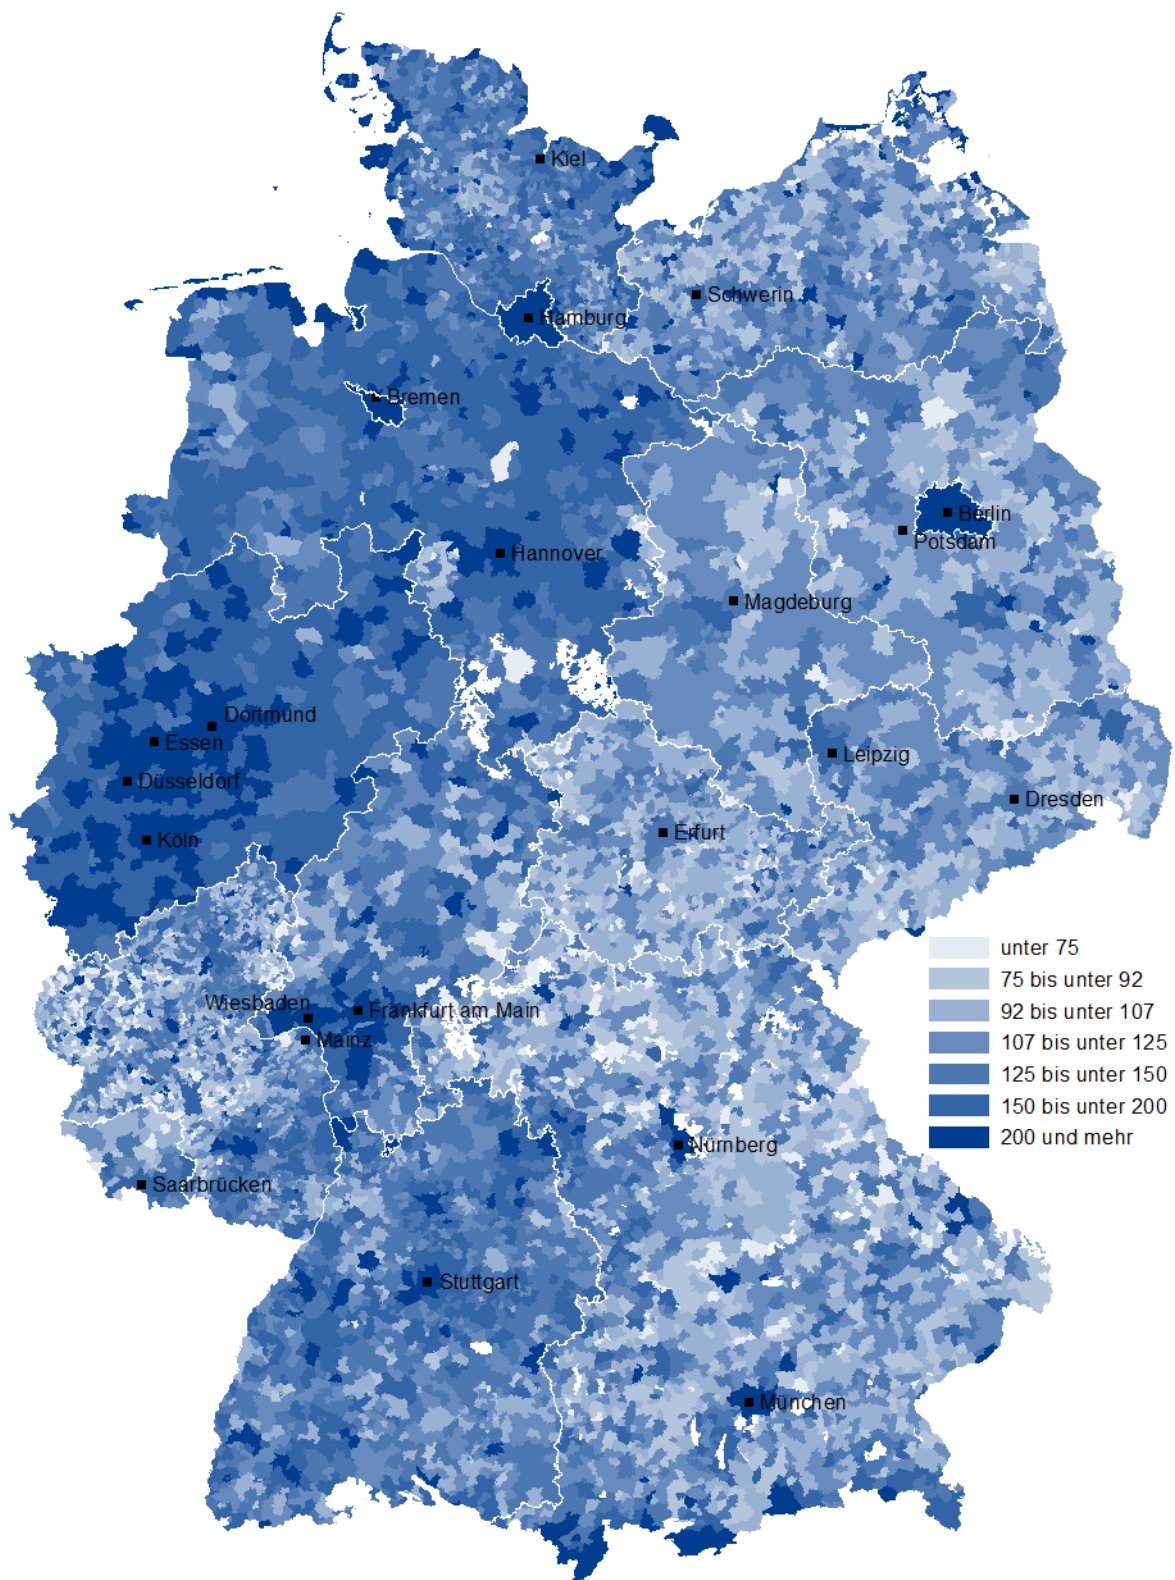 Kiel
Schwerin
Hamburg
Bremen
Berlin
Potsdam
Hannover
Magdeburg
Dortmund
Essen
Leipzig
Düsseldorf
Dresden
Erfurt
Köln
unter 75
75 bis unter 92
92 bis unter 107
107 bis unter 125
125 bis unter 150
150 bis unter 200
200 und mehr
Wiesbaden
Frankfurt am Main
Mainz
Nürnberg
Saarbrücken
Stuttgart
München